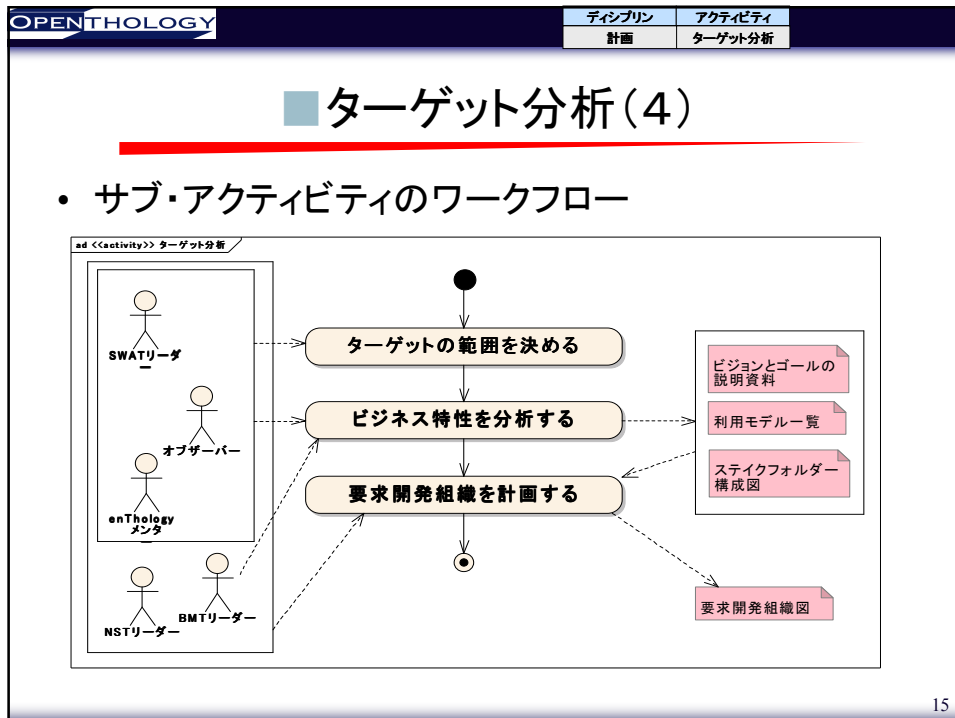 OPENTHOLOGY
ディシプリン
アクティビティ
計画
ターゲット分析
■ターゲット分析（4）
• サブ・アクティビティのワークフロー
ad <<activity>> ターゲット分析
SWATリーダ
ー
オブザーバー
enThology
メンタ
ー
NSTリーダー
BMTリーダー
ターゲットの範囲を決める
ビジネス特性を分析する
要求開発組織を計画する
ビジョンとゴールの
説明資料
利用モデル一覧
ステイクフォルダー
構成図
要求開発組織図
15